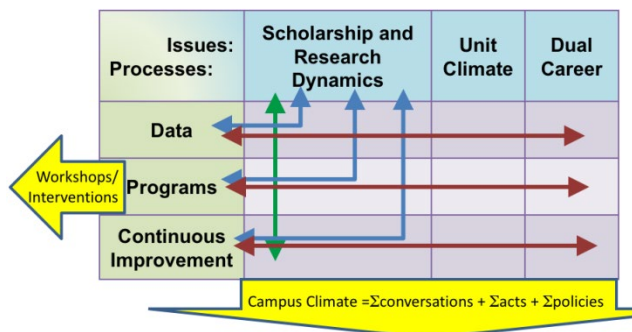 Issues:
Processes:
Scholarship and
Research
Dynamics
Unit
Climate
Dual
Career
Data
Workshops/
Interventions
Programs
Continuous
Improvement
Campus Climate =Σconversations + Σacts + Σpolicies